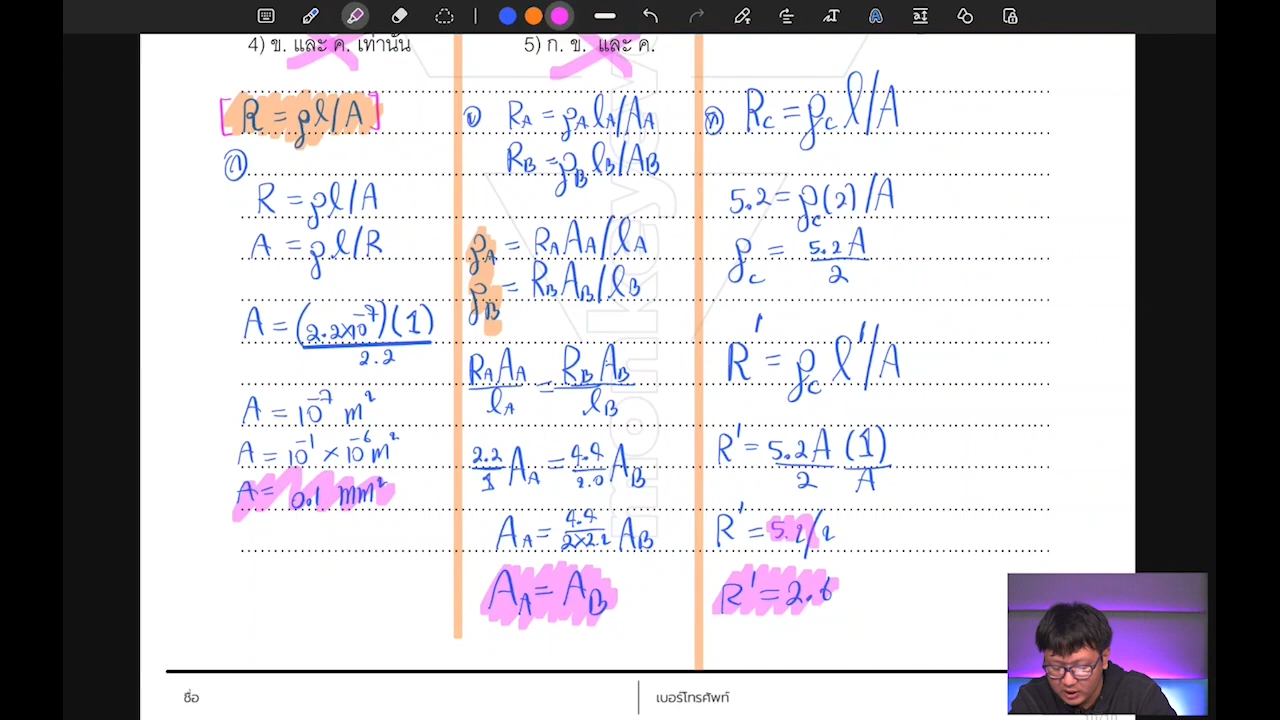 4) ข. และ ค. เท่านั้น
5) ก. ข. และ ค.
[R = ρl/A]
ก
R = ρl/A
A = ρl/R
A = (2.2×10⁻⁷)(1)
2.2
A = 10⁻⁷ m²
A = 10⁻¹ × 10⁻⁶ m²
A = 0.1 mm²
ข R_A = ρ_A l_A/A_A
R_B = ρ_B l_B/A_B
ρ_A = R_A A_A/l_A
ρ_B = R_B A_B/l_B
R_A A_A / l_A = R_B A_B / l_B
2.2/1 A_A = 4.4/2.0 A_B
A_A = 4.4/2×2.2 A_B
A_A = A_B
ค R_C = ρ_C l/A
5.2 = ρ_C(2)/A
ρ_C = 5.2A/2
R' = ρ_C l'/A
R' = 5.2A/2 (1)/A
R' = 5.2/2
R' = 2.6
monkeyev
ชื่อ
เบอร์โทรศัพท์